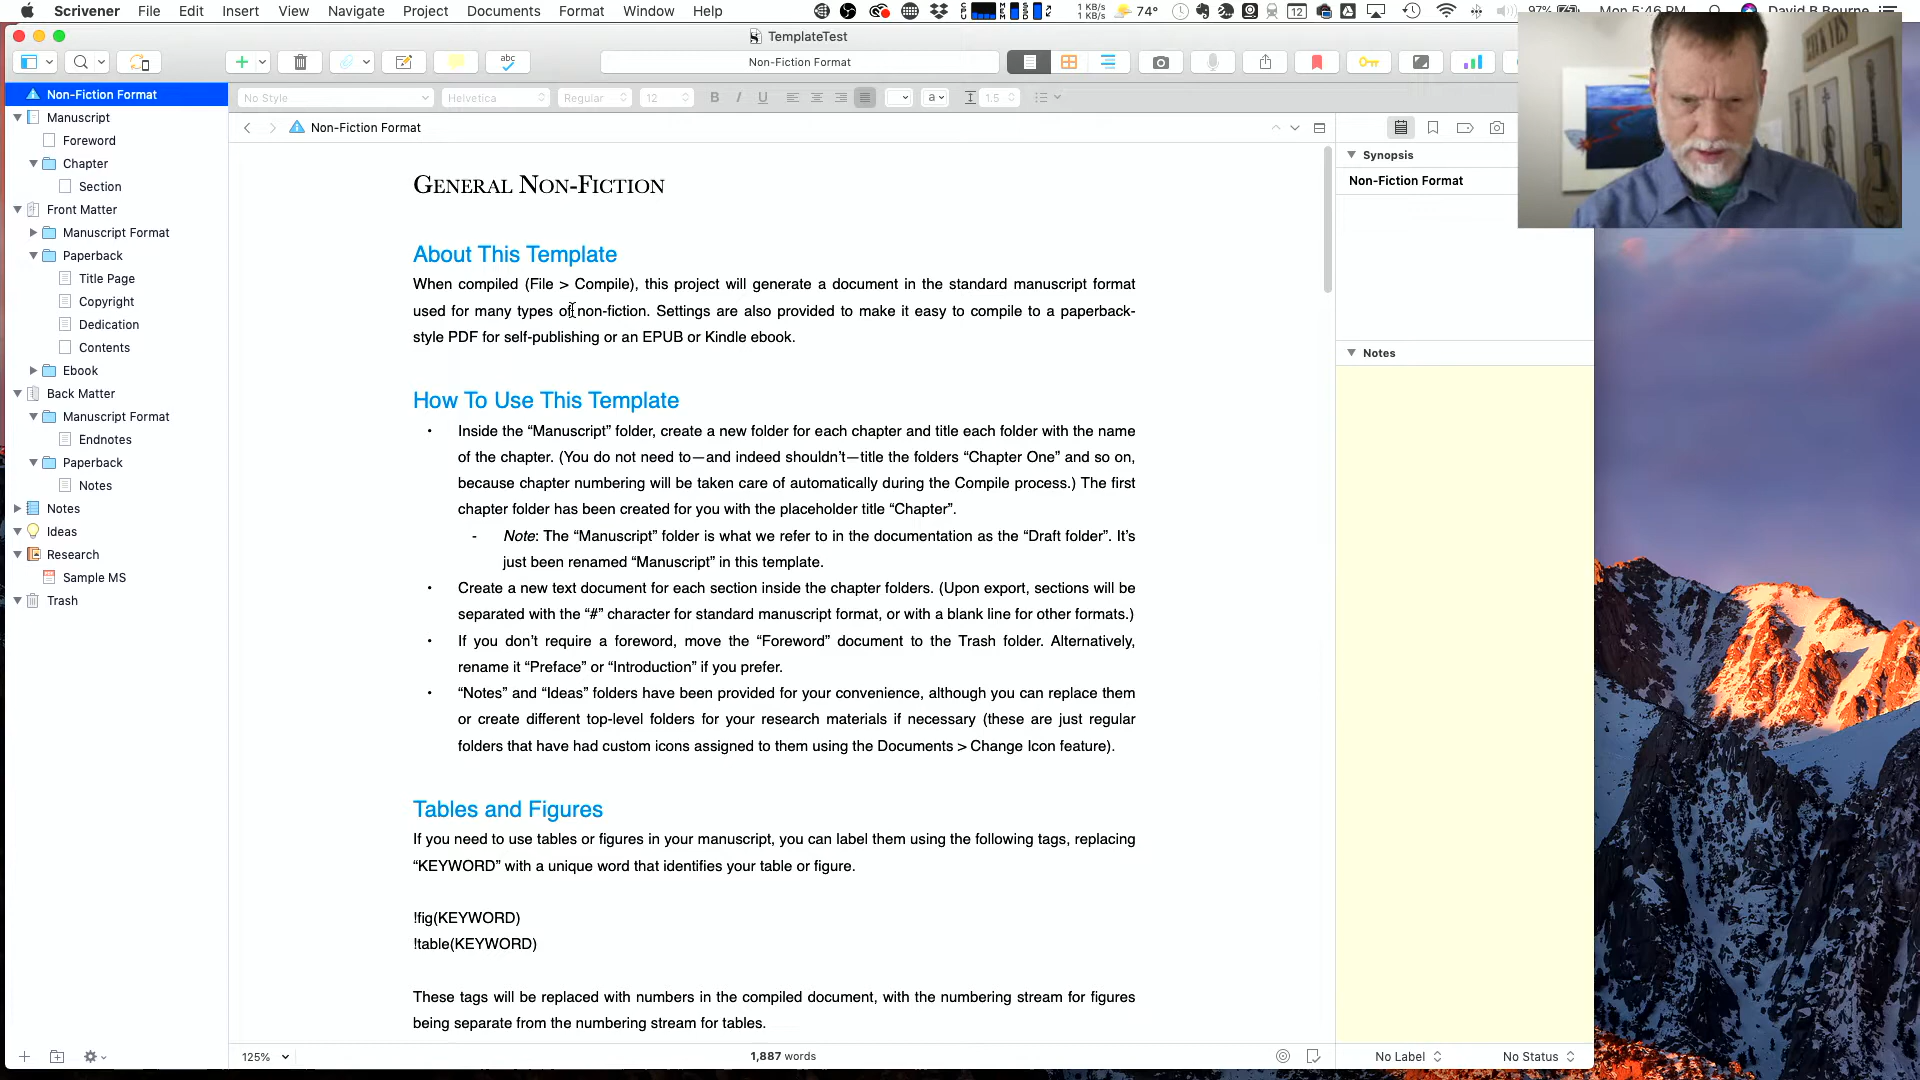 Scrivener File Edit Insert View Navigate Project Documents Format Window Help
1 KB/s
1 KB/s
74°
12
97%
Mon 5:46 PM
David B Bourne
TemplateTest
abc
Non-Fiction Format
No Style
Helvetica
Regular
12
B
I
U
a
1.5
Non-Fiction Format
Manuscript
Foreword
Chapter
Section
Front Matter
Manuscript Format
Paperback
Title Page
Copyright
Dedication
Contents
Ebook
Back Matter
Manuscript Format
Endnotes
Paperback
Notes
Notes
Ideas
Research
Sample MS
Trash
Non-Fiction Format
General Non-Fiction
About This Template
When compiled (File > Compile), this project will generate a document in the standard manuscript format
used for many types of non-fiction. Settings are also provided to make it easy to compile to a paperback-
style PDF for self-publishing or an EPUB or Kindle ebook.
How To Use This Template
• Inside the “Manuscript” folder, create a new folder for each chapter and title each folder with the name
of the chapter. (You do not need to—and indeed shouldn’t—title the folders “Chapter One” and so on,
because chapter numbering will be taken care of automatically during the Compile process.) The first
chapter folder has been created for you with the placeholder title “Chapter”.
- Note: The “Manuscript” folder is what we refer to in the documentation as the “Draft folder”. It’s
just been renamed “Manuscript” in this template.
• Create a new text document for each section inside the chapter folders. (Upon export, sections will be
separated with the “#” character for standard manuscript format, or with a blank line for other formats.)
• If you don’t require a foreword, move the “Foreword” document to the Trash folder. Alternatively,
rename it “Preface” or “Introduction” if you prefer.
• “Notes” and “Ideas” folders have been provided for your convenience, although you can replace them
or create different top-level folders for your research materials if necessary (these are just regular
folders that have had custom icons assigned to them using the Documents > Change Icon feature).
Tables and Figures
If you need to use tables or figures in your manuscript, you can label them using the following tags, replacing
“KEYWORD” with a unique word that identifies your table or figure.
!fig(KEYWORD)
!table(KEYWORD)
These tags will be replaced with numbers in the compiled document, with the numbering stream for figures
being separate from the numbering stream for tables.
Synopsis
Non-Fiction Format
Notes
125%
1,887 words
No Label
No Status